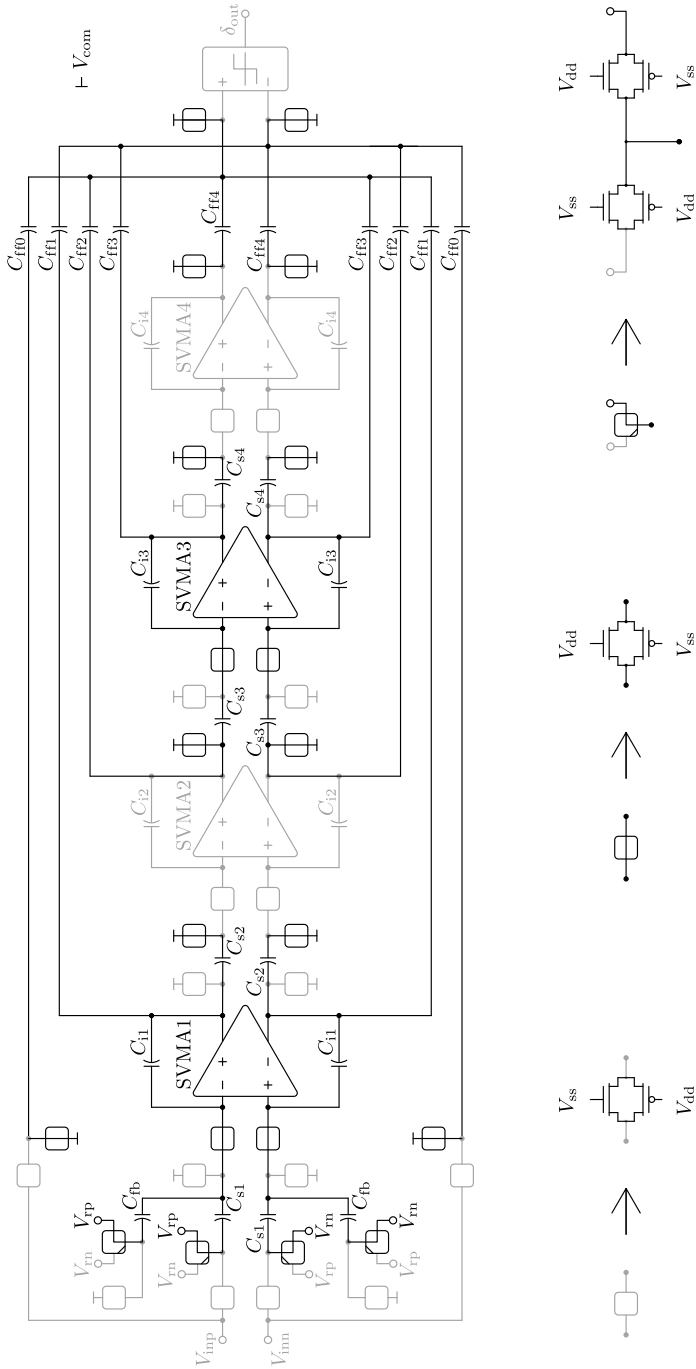 C_ff0
C_ff1
C_ff2
V_com
V_rn V_rp
C_ff3
C_fb
C_i1 C_i2 C_i3 C_i4
V_rn V_rp
SVMA1 SVMA2 SVMA3 SVMA4
V_inp
C_ff4
δ_out
− + − + − + − + +
C_s1 C_s2 C_s3 C_s4
C_s1 C_s2 C_s3 C_s4 C_ff4
+ − + − + − + − −
V_inn
V_rp V_rn
C_i1 C_i2 C_i3 C_i4
C_fb
C_ff3
C_ff2
V_rp V_rn
C_ff1
C_ff0
V_ss V_dd V_ss V_dd
V_dd V_ss V_dd V_ss